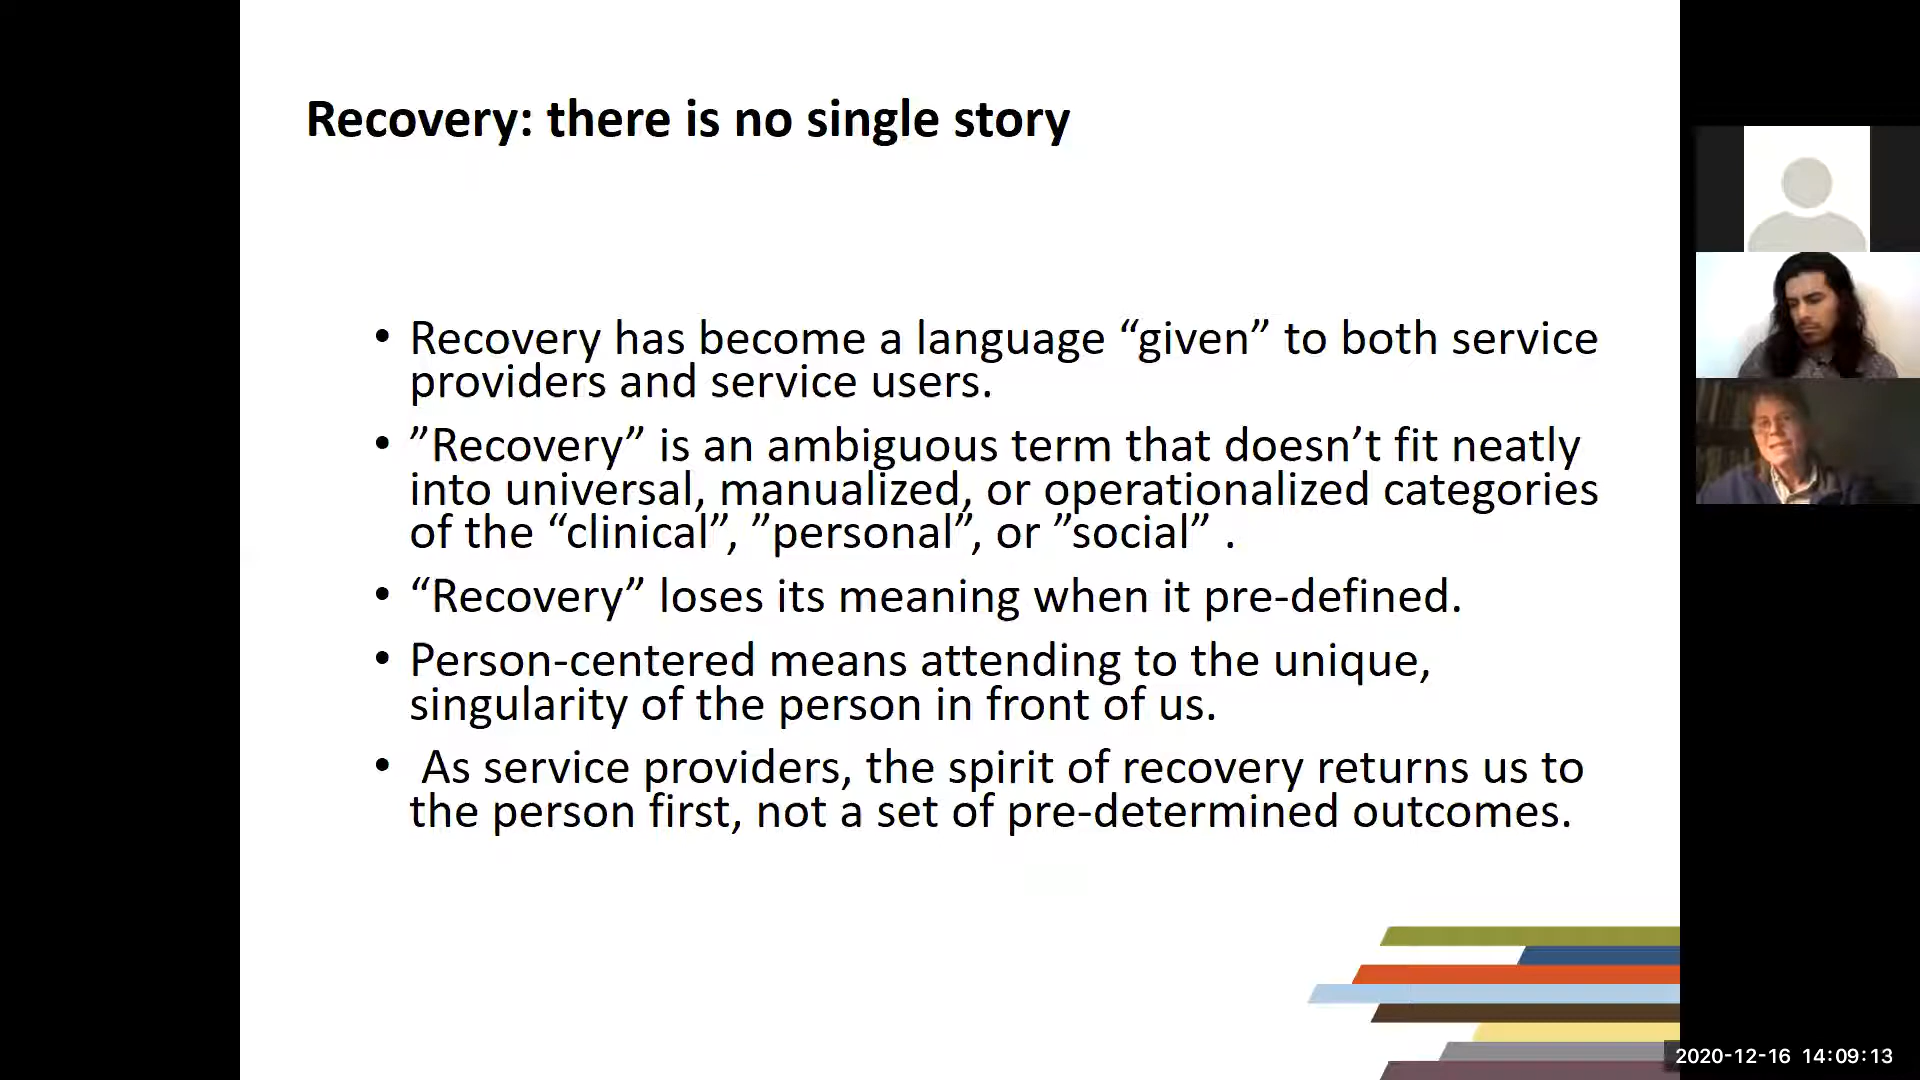 Recovery: there is no single story
• Recovery has become a language “given” to both service
providers and service users.
• ”Recovery” is an ambiguous term that doesn’t fit neatly
into universal, manualized, or operationalized categories
of the “clinical”, ”personal”, or ”social” .
• “Recovery” loses its meaning when it pre-defined.
• Person-centered means attending to the unique,
singularity of the person in front of us.
• As service providers, the spirit of recovery returns us to
the person first, not a set of pre-determined outcomes.
2020-12-16 14:09:13